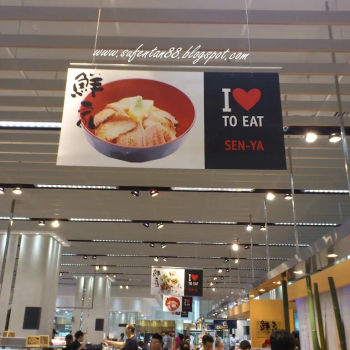 www.sufentan88.blogspot.com
鮮
I ♥
TO EAT
SEN-YA